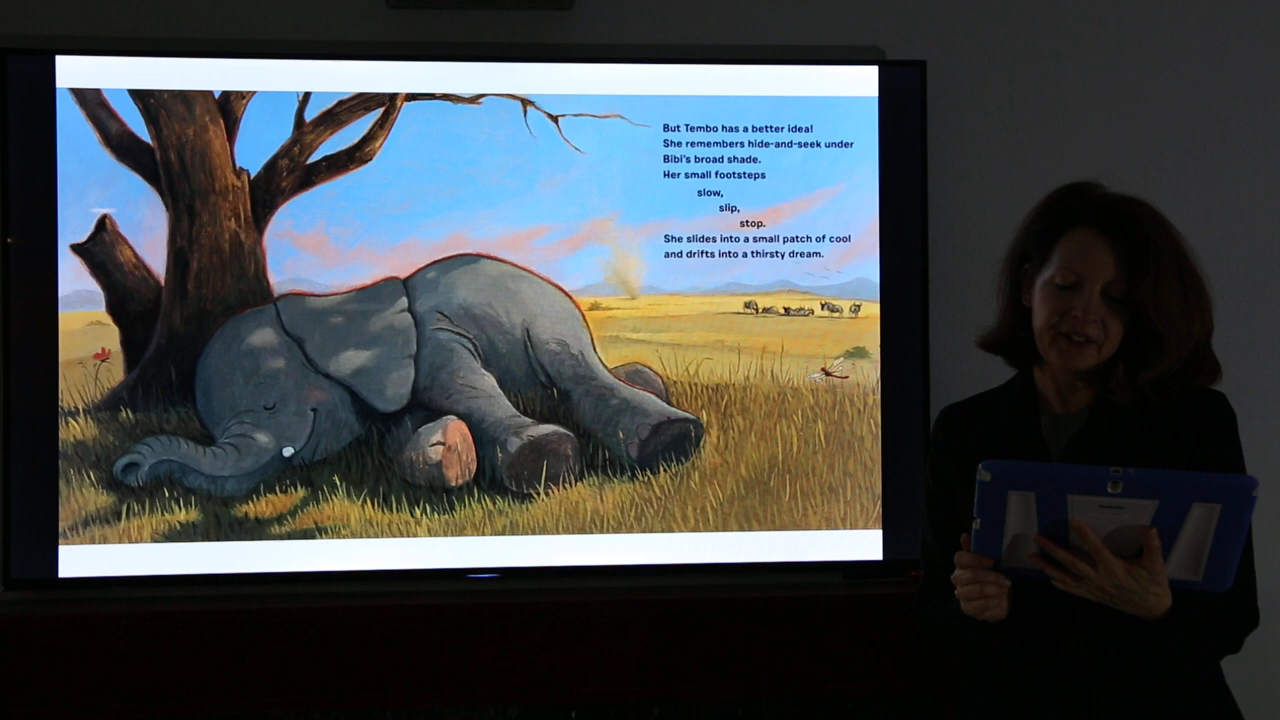 But Tembo has a better idea!
She remembers hide-and-seek under
Bibi's broad shade.
Her small footsteps
slow,
slip,
stop.
She slides into a small patch of cool
and drifts into a thirsty dream.